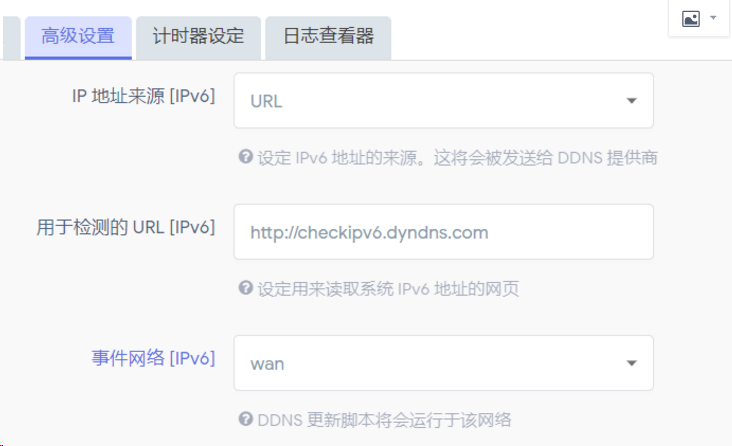 高级设置 计时器设定 日志查看器
IP 地址来源 [IPv6] URL
设定 IPv6 地址的来源。这将会被发送给 DDNS 提供商
用于检测的 URL [IPv6] http://checkipv6.dyndns.com
设定用来读取系统 IPv6 地址的网页
事件网络 [IPv6] wan
DDNS 更新脚本将会运行于该网络